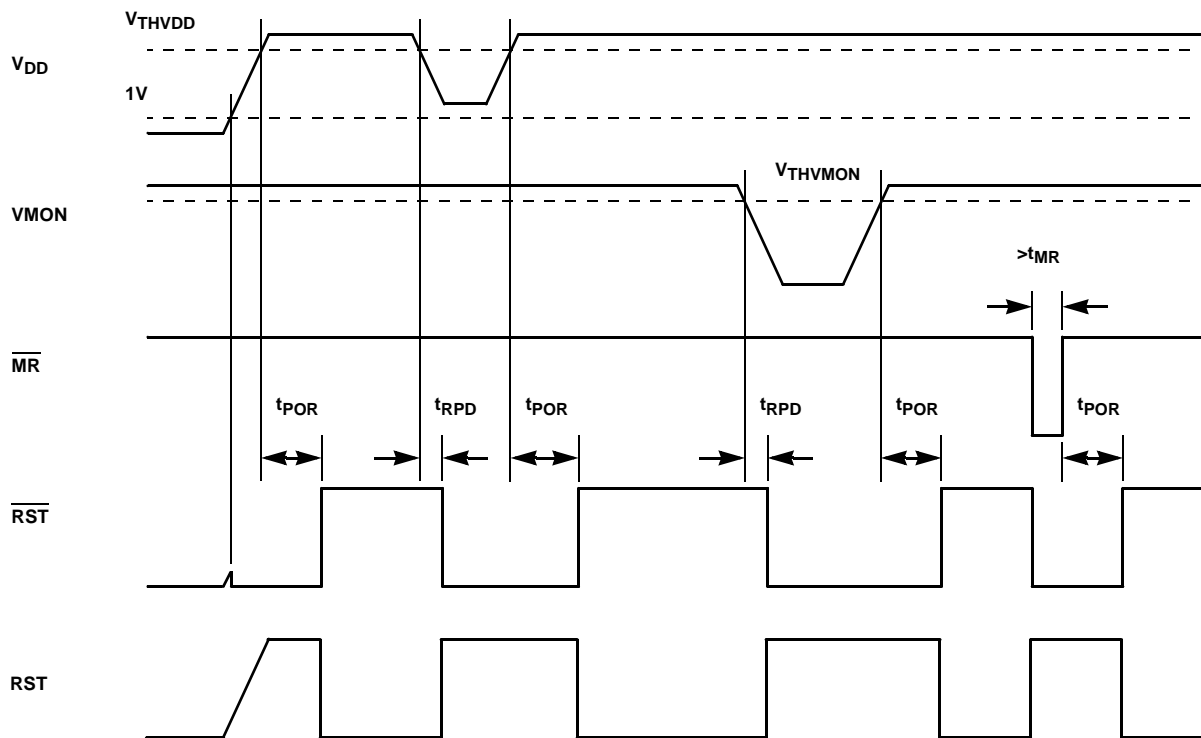 VTHVDD
VDD
1V
VTHVMON
VMON
>tMR
MR
tPOR tRPD tPOR tRPD tPOR tPOR
RST
RST